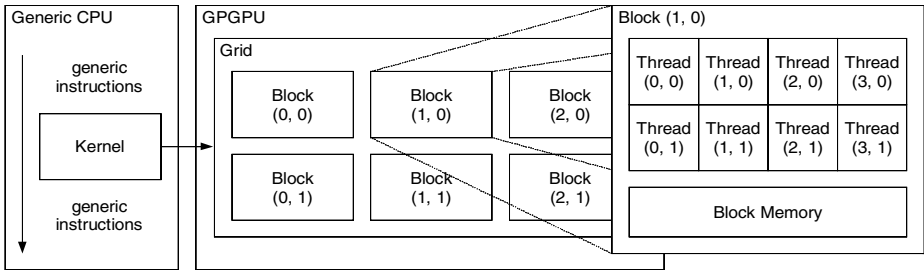 Generic CPU
generic
instructions
Kernel
generic
instructions
GPGPU
Grid
Block
(0, 0)
Block
(1, 0)
Block
(2, 0)
Block
(0, 1)
Block
(1, 1)
Block
(2, 1)
Block (1, 0)
Thread
(0, 0)
Thread
(1, 0)
Thread
(2, 0)
Thread
(3, 0)
Thread
(0, 1)
Thread
(1, 1)
Thread
(2, 1)
Thread
(3, 1)
Block Memory